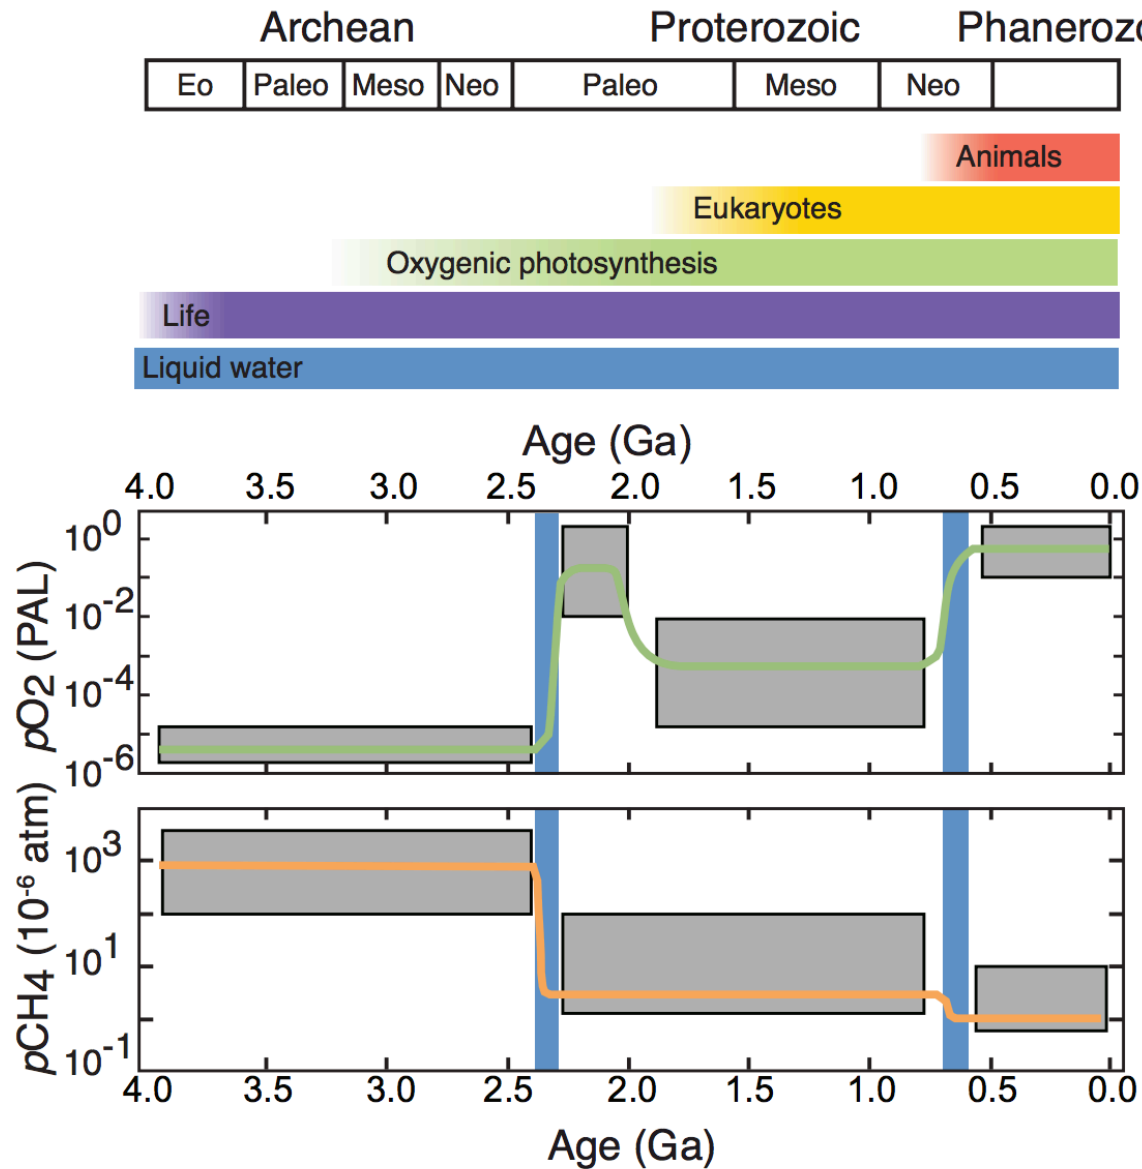 Archean Proterozoic Phanerozo
Eo Paleo Meso Neo Paleo Meso Neo
Animals
Eukaryotes
Oxygenic photosynthesis
Life
Liquid water
Age (Ga)
4.0 3.5 3.0 2.5 2.0 1.5 1.0 0.5 0.0
pO2 (PAL)
10^0
10^-2
10^-4
10^-6
pCH4 (10^-6 atm)
10^3
10^1
10^-1
4.0 3.5 3.0 2.5 2.0 1.5 1.0 0.5 0.0
Age (Ga)